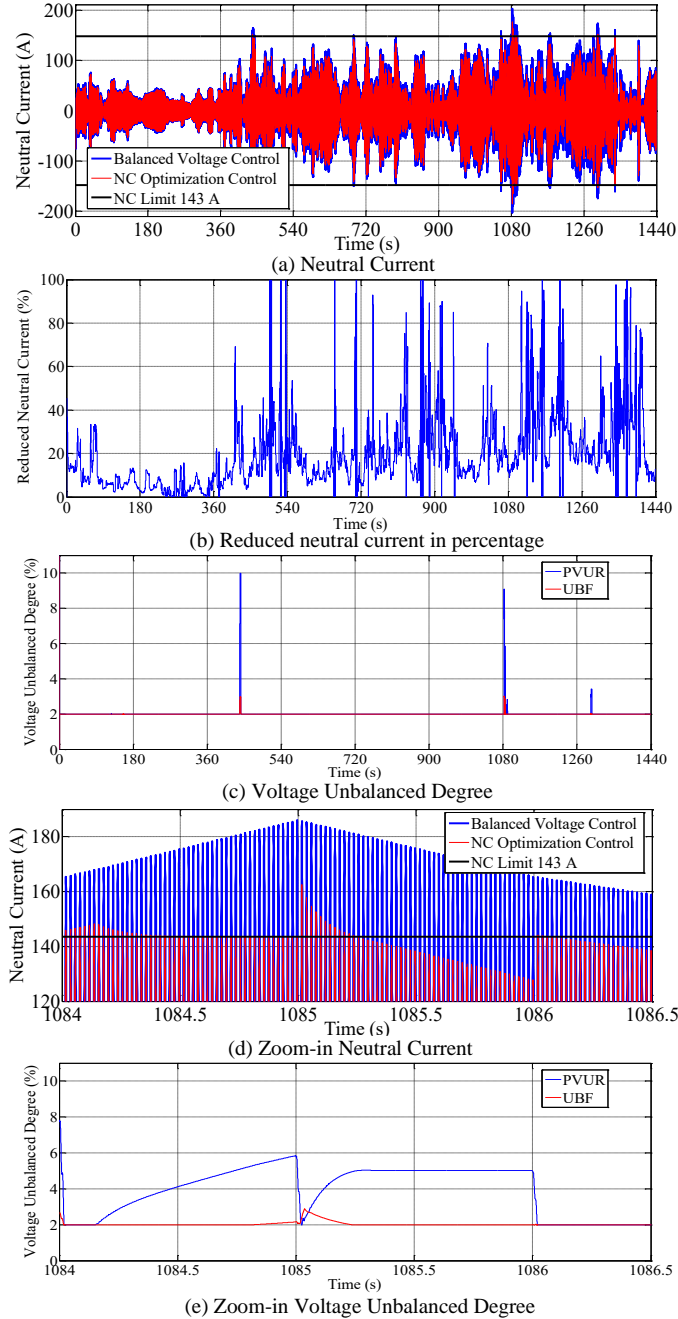 Neutral Current (A)
200
100
0
-100
-200
Balanced Voltage Control
NC Optimization Control
NC Limit 143 A
0 180 360 540 720 900 1080 1260 1440
Time (s)
(a) Neutral Current
Reduced Neutral Current (%)
100
80
60
40
20
0
0 180 360 540 720 900 1080 1260 1440
Time (s)
(b) Reduced neutral current in percentage
Voltage Unbalanced Degree (%)
10
8
6
4
2
0
PVUR
UBF
0 180 360 540 720 900 1080 1260 1440
Time (s)
(c) Voltage Unbalanced Degree
Neutral Current (A)
180
160
140
120
Balanced Voltage Control
NC Optimization Control
NC Limit 143 A
1084 1084.5 1085 1085.5 1086 1086.5
Time (s)
(d) Zoom-in Neutral Current
Voltage Unbalanced Degree (%)
10
8
6
4
2
0
PVUR
UBF
1084 1084.5 1085 1085.5 1086 1086.5
Time (s)
(e) Zoom-in Voltage Unbalanced Degree